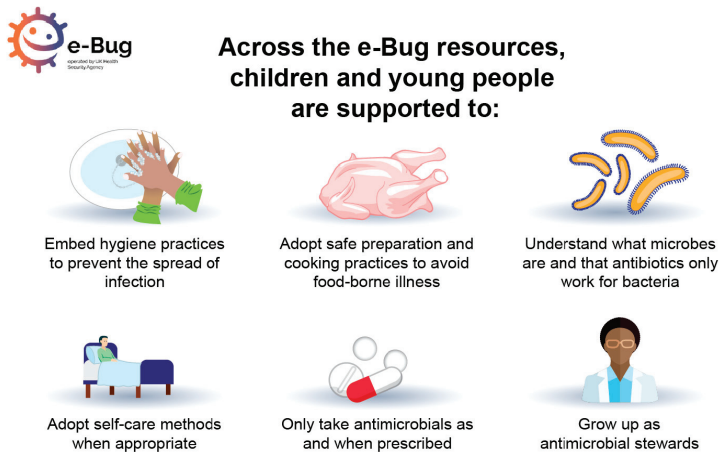 e-Bug
operated by UK Health
Security Agency
Across the e-Bug resources,
children and young people
are supported to:
Embed hygiene practices
to prevent the spread of
infection
Adopt safe preparation and
cooking practices to avoid
food-borne illness
Understand what microbes
are and that antibiotics only
work for bacteria
Adopt self-care methods
when appropriate
Only take antimicrobials as
and when prescribed
Grow up as
antimicrobial stewards